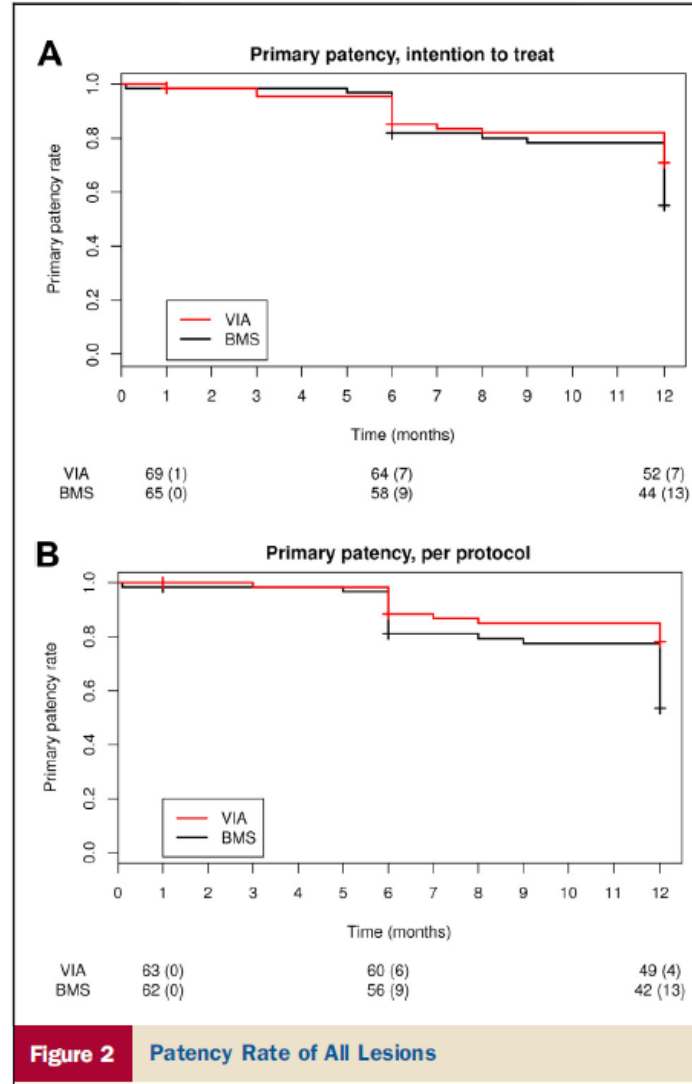 A
Primary patency, intention to treat
Primary patency rate
1.0
0.8
0.6
0.4
0.2
0.0
VIA
BMS
0 1 2 3 4 5 6 7 8 9 10 11 12
Time (months)
VIA 69 (1) 64 (7) 52 (7)
BMS 65 (0) 58 (9) 44 (13)
B
Primary patency, per protocol
Primary patency rate
1.0
0.8
0.6
0.4
0.2
0.0
VIA
BMS
0 1 2 3 4 5 6 7 8 9 10 11 12
Time (months)
VIA 63 (0) 60 (6) 49 (4)
BMS 62 (0) 56 (9) 42 (13)
Figure 2 Patency Rate of All Lesions